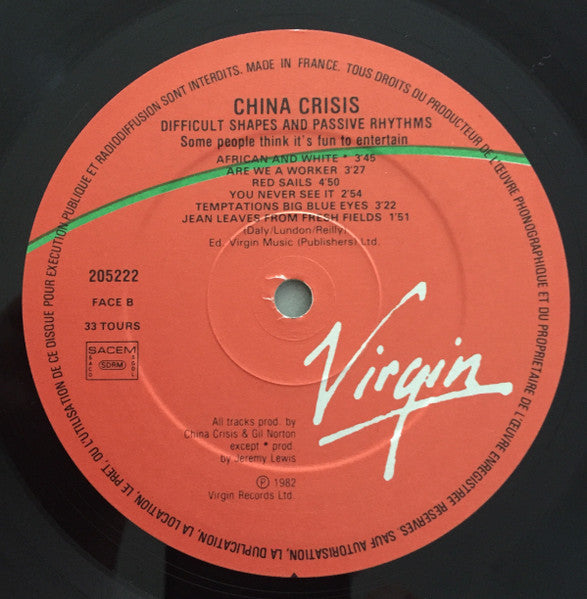 TOUS DROITS DU PRODUCTEUR DE L'ŒUVRE PHONOGRAPHIQUE ET DU PROPRIETAIRE DE L'ŒUVRE ENREGISTREE RESERVES. SAUF AUTORISATION, LA DUPLICATION, LA LOCATION, LE PRET, OU L'UTILISATION DE CE DISQUE POUR EXECUTION PUBLIQUE ET RADIODIFFUSION SONT INTERDITS. MADE IN FRANCE.
CHINA CRISIS
DIFFICULT SHAPES AND PASSIVE RHYTHMS
Some people think it's fun to entertain
AFRICAN AND WHITE * 3'45
ARE WE A WORKER 3'27
RED SAILS 4'50
YOU NEVER SEE IT 2'54
TEMPTATIONS BIG BLUE EYES 3'22
JEAN LEAVES FROM FRESH FIELDS 1'51
(Daly/London/Reilly)
Ed. Virgin Music (Publishers) Ltd.
205222
FACE B
33 TOURS
SACEM
SACD
SDRM
SGDL
Virgin
All tracks prod. by
China Crisis & Gil Norton
except * prod.
by Jeremy Lewis
℗ 1982
Virgin Records Ltd.